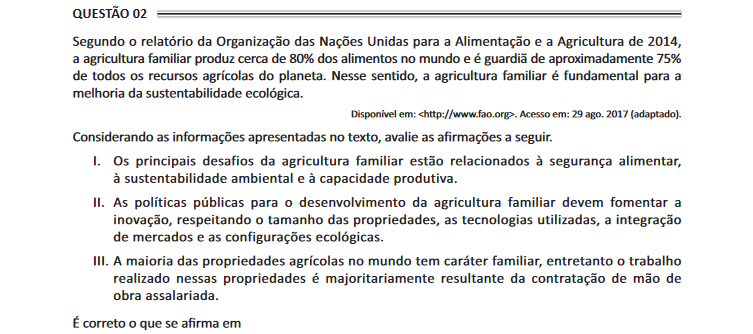 QUESTÃO 02
Segundo o relatório da Organização das Nações Unidas para a Alimentação e a Agricultura de 2014,
a agricultura familiar produz cerca de 80% dos alimentos no mundo e é guardiã de aproximadamente 75%
de todos os recursos agrícolas do planeta. Nesse sentido, a agricultura familiar é fundamental para a
melhoria da sustentabilidade ecológica.
Disponível em: <http://www.fao.org>. Acesso em: 29 ago. 2017 (adaptado).
Considerando as informações apresentadas no texto, avalie as afirmações a seguir.
I. Os principais desafios da agricultura familiar estão relacionados à segurança alimentar,
à sustentabilidade ambiental e à capacidade produtiva.
II. As políticas públicas para o desenvolvimento da agricultura familiar devem fomentar a
inovação, respeitando o tamanho das propriedades, as tecnologias utilizadas, a integração
de mercados e as configurações ecológicas.
III. A maioria das propriedades agrícolas no mundo tem caráter familiar, entretanto o trabalho
realizado nessas propriedades é majoritariamente resultante da contratação de mão de
obra assalariada.
É correto o que se afirma em